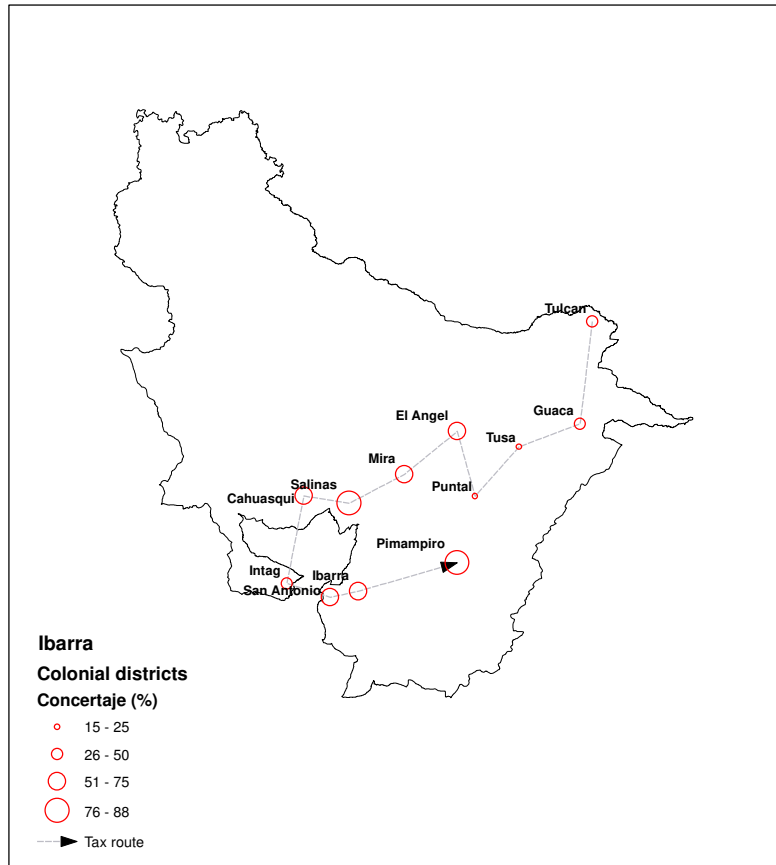 Tulcan
Guaca
El Angel
Tusa
Mira
Puntal
Salinas
Cahuasqui
Pimampiro
Intag
Ibarra
San Antonio
Ibarra
Colonial districts
Concertaje (%)
15 - 25
26 - 50
51 - 75
76 - 88
Tax route